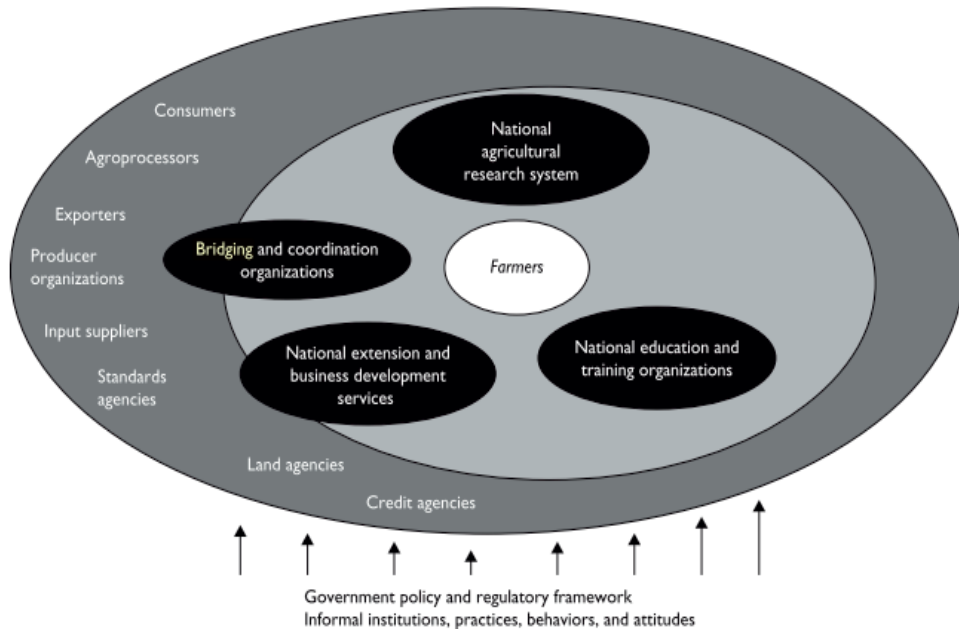 Consumers
Agroprocessors
Exporters
Producer
organizations
Input suppliers
Standards
agencies
Land agencies
Credit agencies
National
agricultural
research system
Bridging and coordination
organizations
Farmers
National extension and
business development
services
National education and
training organizations
Government policy and regulatory framework
Informal institutions, practices, behaviors, and attitudes